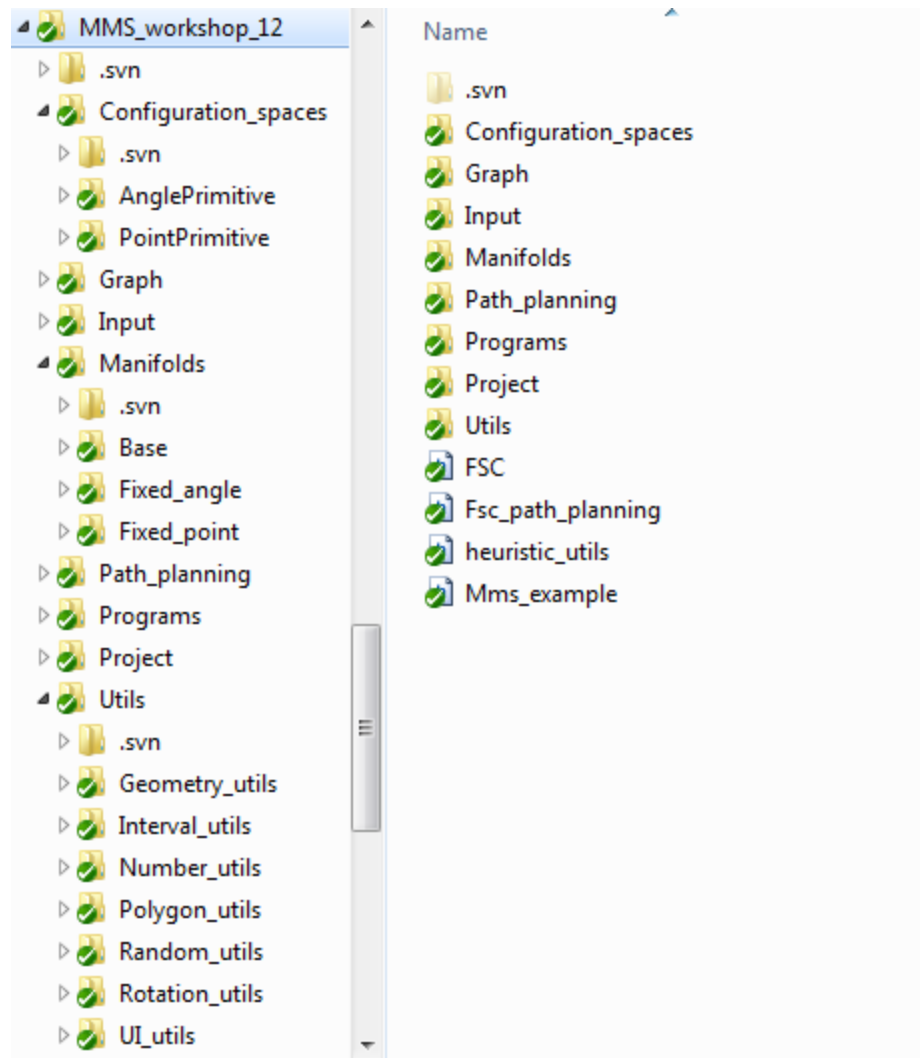 MMS_workshop_12
.svn
Configuration_spaces
.svn
AnglePrimitive
PointPrimitive
Graph
Input
Manifolds
.svn
Base
Fixed_angle
Fixed_point
Path_planning
Programs
Project
Utils
.svn
Geometry_utils
Interval_utils
Number_utils
Polygon_utils
Random_utils
Rotation_utils
UI_utils
Name
.svn
Configuration_spaces
Graph
Input
Manifolds
Path_planning
Programs
Project
Utils
FSC
Fsc_path_planning
heuristic_utils
Mms_example